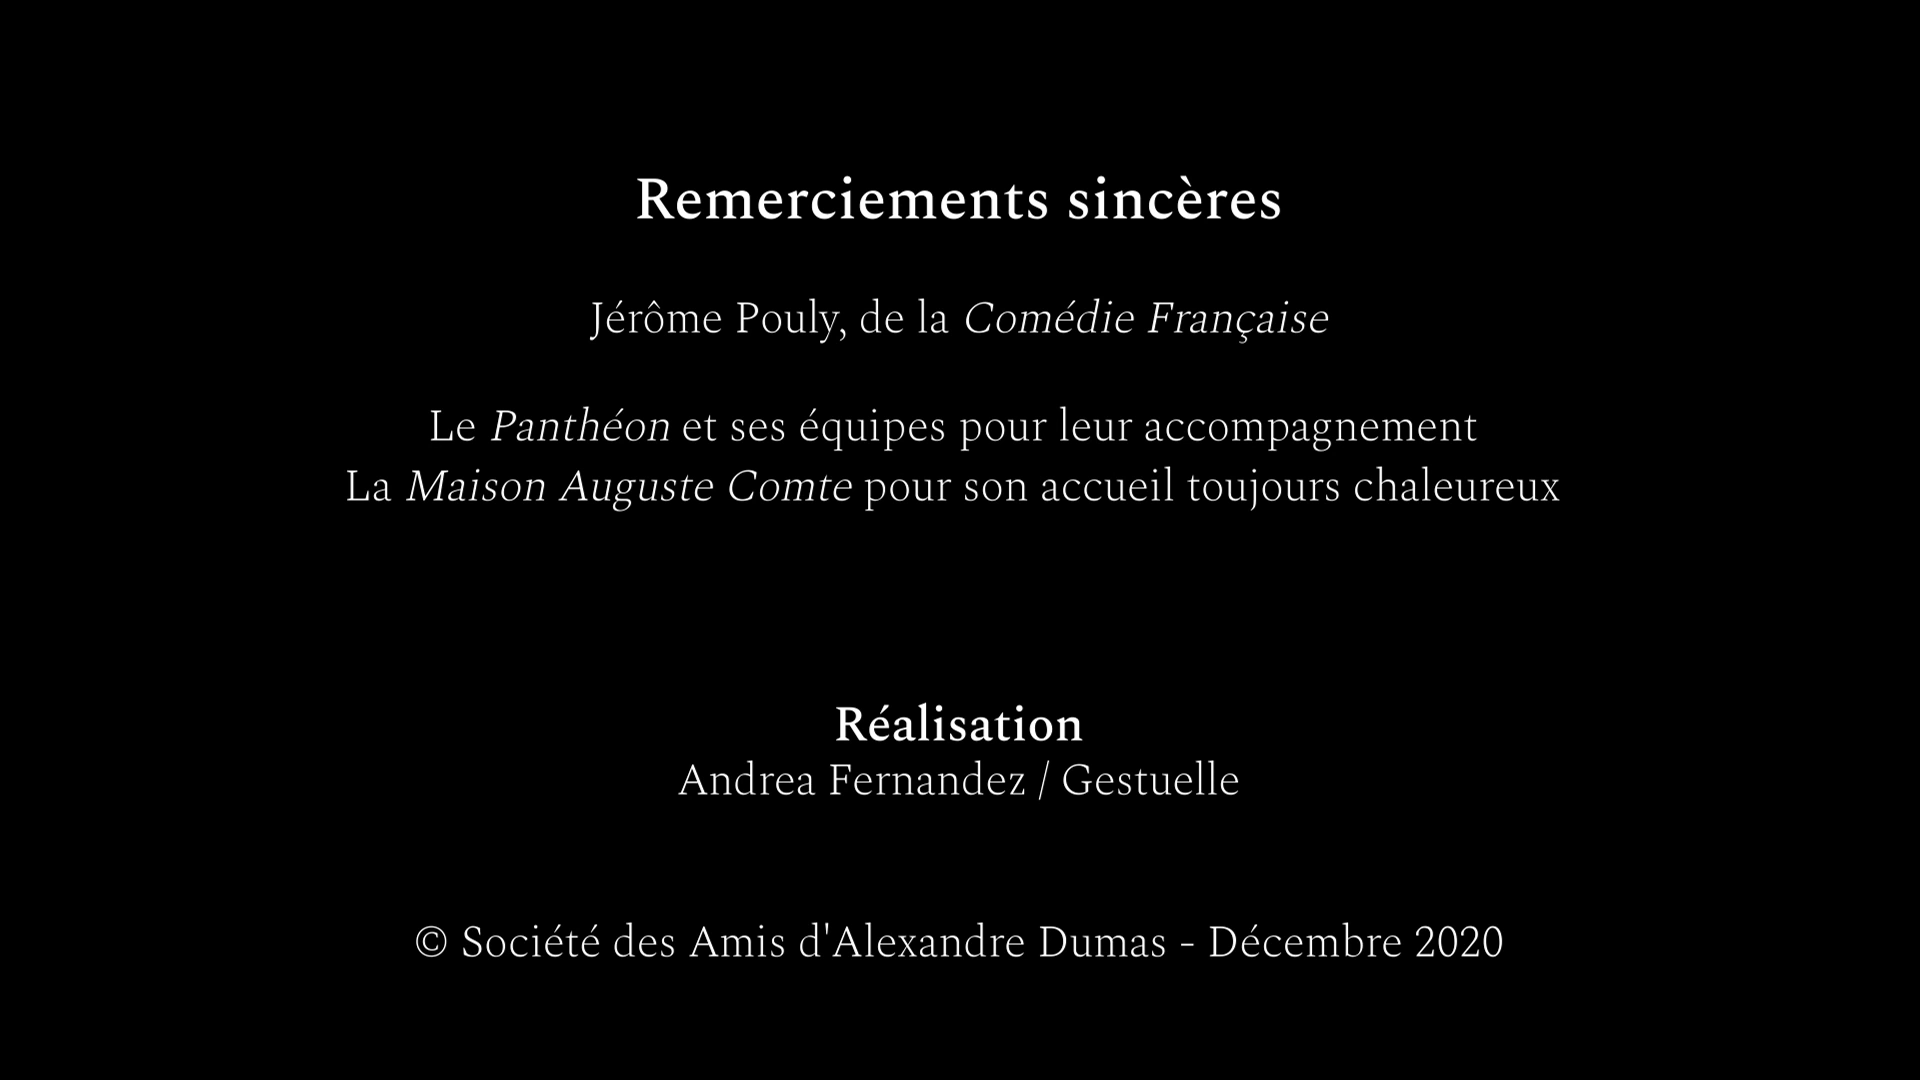 Remerciements sincères
Jérôme Pouly, de la Comédie Française
Le Panthéon et ses équipes pour leur accompagnement
La Maison Auguste Comte pour son accueil toujours chaleureux
Réalisation
Andrea Fernandez / Gestuelle
© Société des Amis d'Alexandre Dumas - Décembre 2020